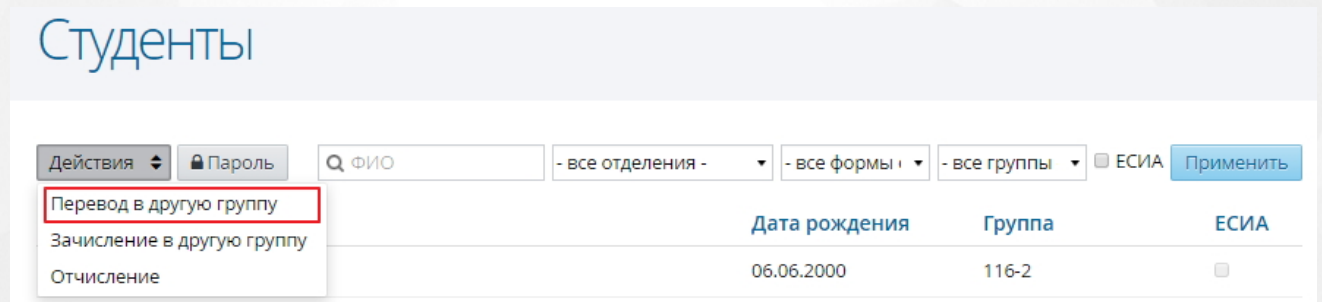 Студенты
Действия Пароль ФИО - все отделения - - все формы - все группы ЕСИА Применить
Перевод в другую группу
Зачисление в другую группу
Отчисление
Дата рождения Группа ЕСИА
06.06.2000 116-2